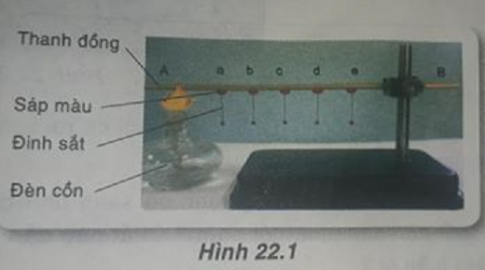 Thanh đồng
A a b c d e B
Sáp màu
Đinh sắt
Đèn cồn
Hình 22.1